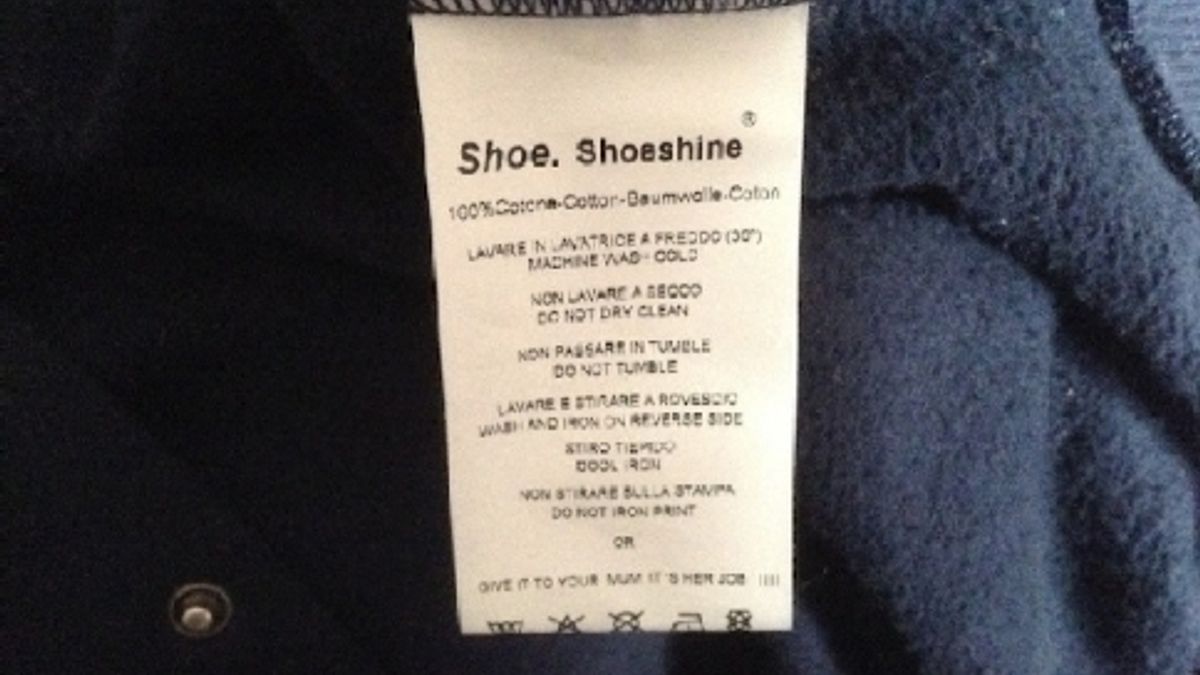 Shoe. Shoeshine®
100%Cotone-Cotton-Baumwolle-Coton
LAVARE IN LAVATRICE A FREDDO (30°)
MACHINE WASH COLD
NON LAVARE A SECCO
DO NOT DRY CLEAN
NON PASSARE IN TUMBLE
DO NOT TUMBLE
LAVARE E STIRARE A ROVESCIO
WASH AND IRON ON REVERSE SIDE
STIRO TIEPIDO
COOL IRON
NON STIRARE SULLA STAMPA
DO NOT IRON PRINT
OR
GIVE IT TO YOUR MUM IT'S HER JOB !!!!